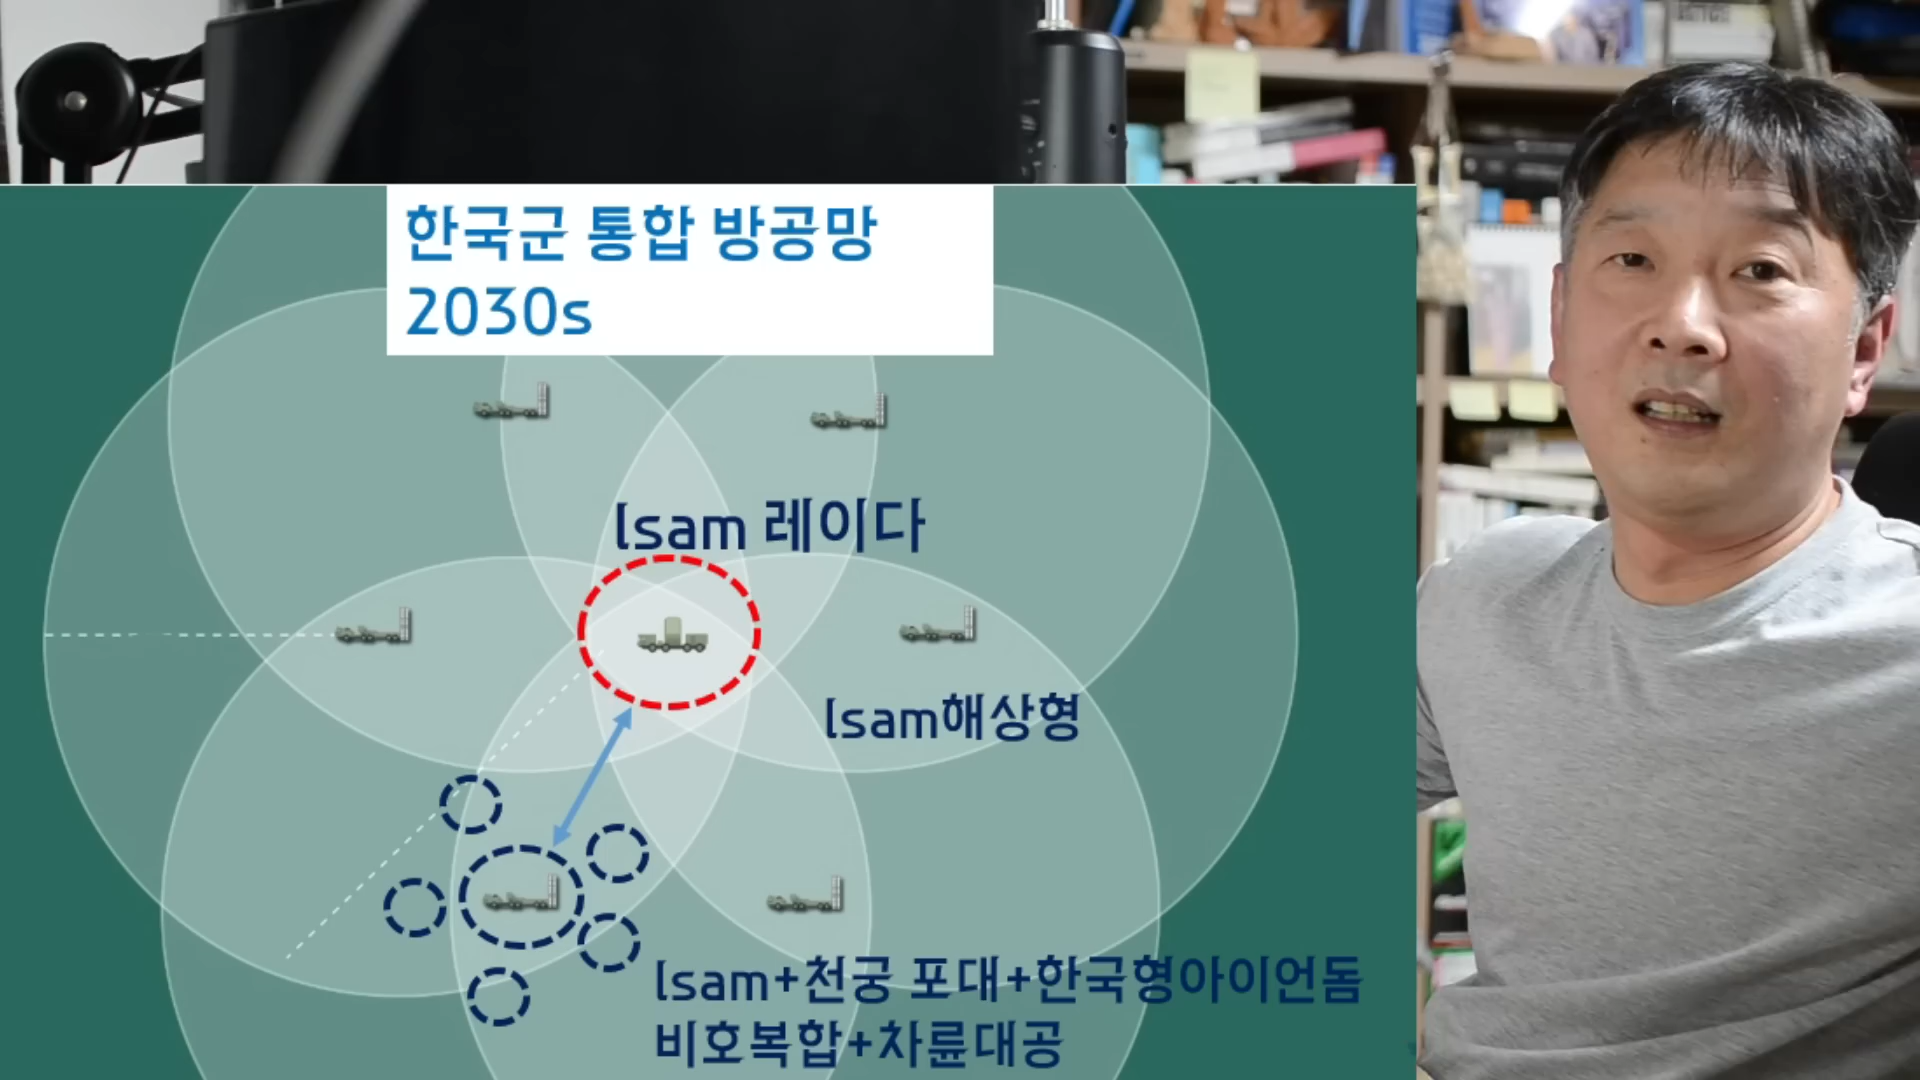 한국군 통합 방공망
2030s
lsam 레이다
lsam해상형
lsam+천궁 포대+한국형아이언돔
비호복합+차륜대공